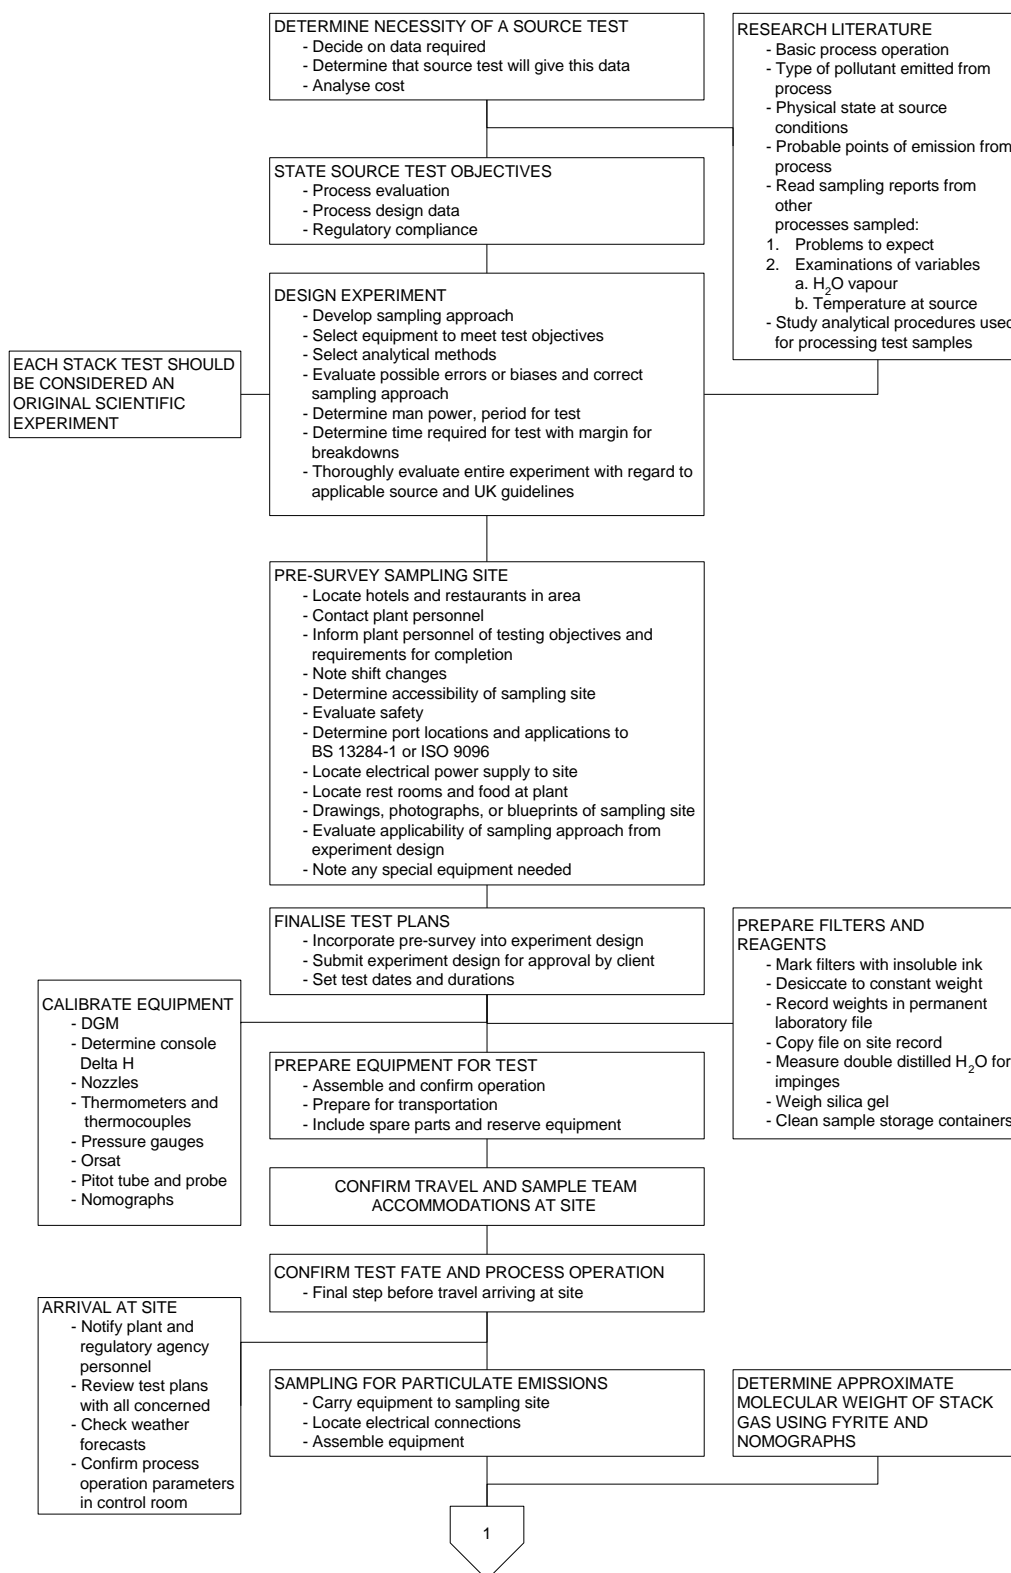 DETERMINE NECESSITY OF A SOURCE TEST
- Decide on data required
- Determine that source test will give this data
- Analyse cost
RESEARCH LITERATURE
- Basic process operation
- Type of pollutant emitted from
process
- Physical state at source
conditions
- Probable points of emission from
process
- Read sampling reports from
other
processes sampled:
1. Problems to expect
2. Examinations of variables
a. H2O vapour
b. Temperature at source
- Study analytical procedures used
for processing test samples
STATE SOURCE TEST OBJECTIVES
- Process evaluation
- Process design data
- Regulatory compliance
DESIGN EXPERIMENT
- Develop sampling approach
- Select equipment to meet test objectives
- Select analytical methods
- Evaluate possible errors or biases and correct
sampling approach
- Determine man power, period for test
- Determine time required for test with margin for
breakdowns
- Thoroughly evaluate entire experiment with regard to
applicable source and UK guidelines
EACH STACK TEST SHOULD
BE CONSIDERED AN
ORIGINAL SCIENTIFIC
EXPERIMENT
PRE-SURVEY SAMPLING SITE
- Locate hotels and restaurants in area
- Contact plant personnel
- Inform plant personnel of testing objectives and
requirements for completion
- Note shift changes
- Determine accessibility of sampling site
- Evaluate safety
- Determine port locations and applications to
BS 13284-1 or ISO 9096
- Locate electrical power supply to site
- Locate rest rooms and food at plant
- Drawings, photographs, or blueprints of sampling site
- Evaluate applicability of sampling approach from
experiment design
- Note any special equipment needed
FINALISE TEST PLANS
- Incorporate pre-survey into experiment design
- Submit experiment design for approval by client
- Set test dates and durations
PREPARE FILTERS AND
REAGENTS
- Mark filters with insoluble ink
- Desiccate to constant weight
- Record weights in permanent
laboratory file
- Copy file on site record
- Measure double distilled H2O for
impinges
- Weigh silica gel
- Clean sample storage containers
CALIBRATE EQUIPMENT
- DGM
- Determine console
Delta H
- Nozzles
- Thermometers and
thermocouples
- Pressure gauges
- Orsat
- Pitot tube and probe
- Nomographs
PREPARE EQUIPMENT FOR TEST
- Assemble and confirm operation
- Prepare for transportation
- Include spare parts and reserve equipment
CONFIRM TRAVEL AND SAMPLE TEAM
ACCOMMODATIONS AT SITE
CONFIRM TEST FATE AND PROCESS OPERATION
- Final step before travel arriving at site
ARRIVAL AT SITE
- Notify plant and
regulatory agency
personnel
- Review test plans
with all concerned
- Check weather
forecasts
- Confirm process
operation parameters
in control room
SAMPLING FOR PARTICULATE EMISSIONS
- Carry equipment to sampling site
- Locate electrical connections
- Assemble equipment
DETERMINE APPROXIMATE
MOLECULAR WEIGHT OF STACK
GAS USING FYRITE AND
NOMOGRAPHS
1